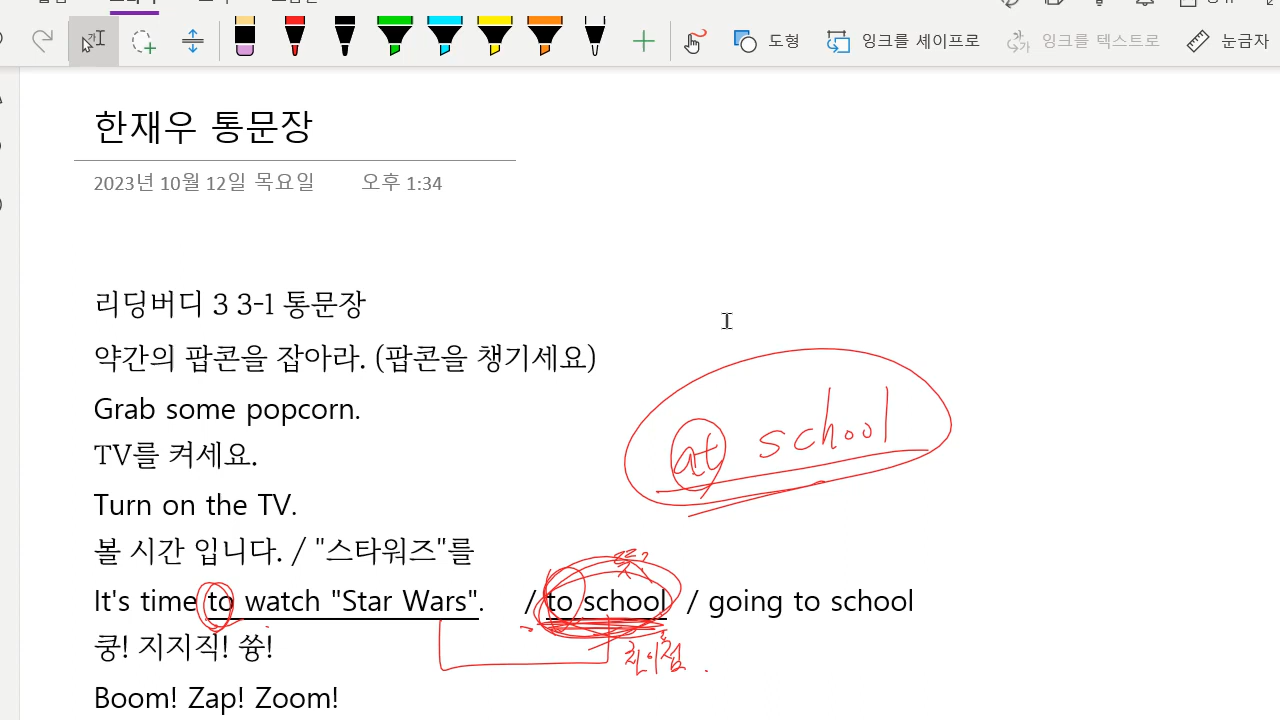 도형
잉크를 셰이프로
잉크를 텍스트로
눈금자
한재우 통문장
2023년 10월 12일 목요일 오후 1:34
리딩버디 3 3-1 통문장
약간의 팝콘을 잡아라. (팝콘을 챙기세요)
Grab some popcorn.
at school
TV를 켜세요.
Turn on the TV.
볼 시간 입니다. / "스타워즈"를
It's time to watch "Star Wars". / to school / going to school
차이점
쿵! 지지직! 쓩!
Boom! Zap! Zoom!